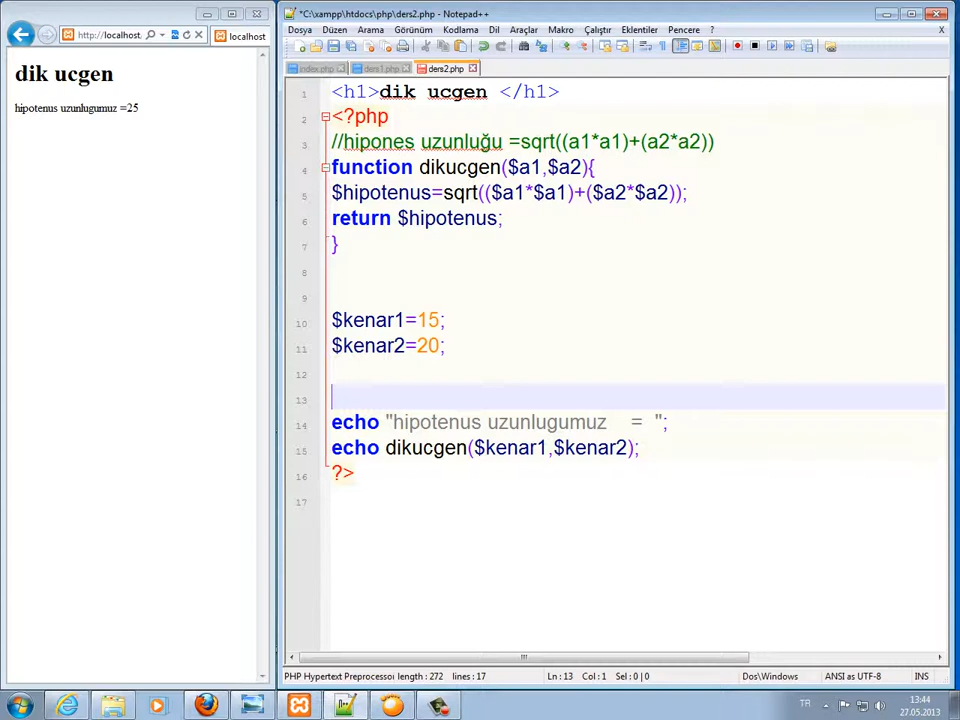 http://localhost.
localhost
dik ucgen
hipotenus uzunlugumuz =25
*C:\xampp\htdocs\php\ders2.php - Notepad++
Dosya Düzen Arama Görünüm Kodlama Dil Araçlar Makro Çalıştır Eklentiler Pencere ? X
index.php ders1.php ders2.php
1 <h1>dik ucgen </h1>
2 <?php
3 //hipones uzunluğu =sqrt((a1*a1)+(a2*a2))
4 function dikucgen($a1,$a2){
5 $hipotenus=sqrt(($a1*$a1)+($a2*$a2));
6 return $hipotenus;
7 }
8
9
10 $kenar1=15;
11 $kenar2=20;
12
13
14 echo "hipotenus uzunlugumuz = ";
15 echo dikucgen($kenar1,$kenar2);
16 ?>
17
PHP Hypertext Preprocessor length : 272 lines : 17 Ln : 13 Col : 1 Sel : 0 | 0 Dos\Windows ANSI as UTF-8 INS
TR 13:44
27.05.2013